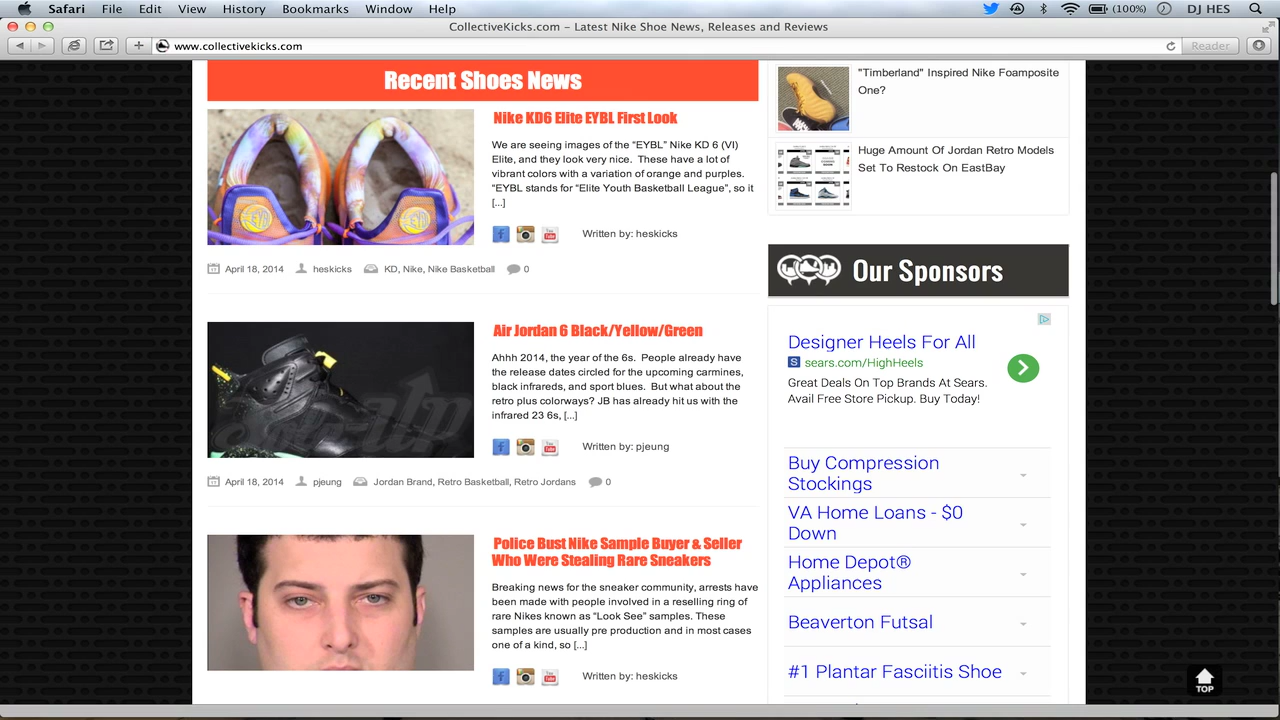 Safari File Edit View History Bookmarks Window Help (100%) DJ HES
CollectiveKicks.com – Latest Nike Shoe News, Releases and Reviews
www.collectivekicks.com Reader
Recent Shoes News
Nike KD6 Elite EYBL First Look
We are seeing images of the “EYBL” Nike KD 6 (VI)
Elite, and they look very nice. These have a lot of
vibrant colors with a variation of orange and purples.
“EYBL stands for “Elite Youth Basketball League”, so it
[...]
Written by: heskicks
April 18, 2014 heskicks KD, Nike, Nike Basketball 0
Air Jordan 6 Black/Yellow/Green
Ahhh 2014, the year of the 6s. People already have
the release dates circled for the upcoming carmines,
black infrareds, and sport blues. But what about the
retro plus colorways? JB has already hit us with the
infrared 23 6s, [...]
Written by: pjeung
April 18, 2014 pjeung Jordan Brand, Retro Basketball, Retro Jordans 0
Police Bust Nike Sample Buyer & Seller
Who Were Stealing Rare Sneakers
Breaking news for the sneaker community, arrests have
been made with people involved in a reselling ring of
rare Nikes known as “Look See” samples. These
samples are usually pre production and in most cases
one of a kind, so [...]
Written by: heskicks
"Timberland" Inspired Nike Foamposite
One?
Huge Amount Of Jordan Retro Models
Set To Restock On EastBay
Our Sponsors
Designer Heels For All
S sears.com/HighHeels
Great Deals On Top Brands At Sears.
Avail Free Store Pickup. Buy Today!
Buy Compression
Stockings
VA Home Loans - $0
Down
Home Depot®
Appliances
Beaverton Futsal
#1 Plantar Fasciitis Shoe
TOP